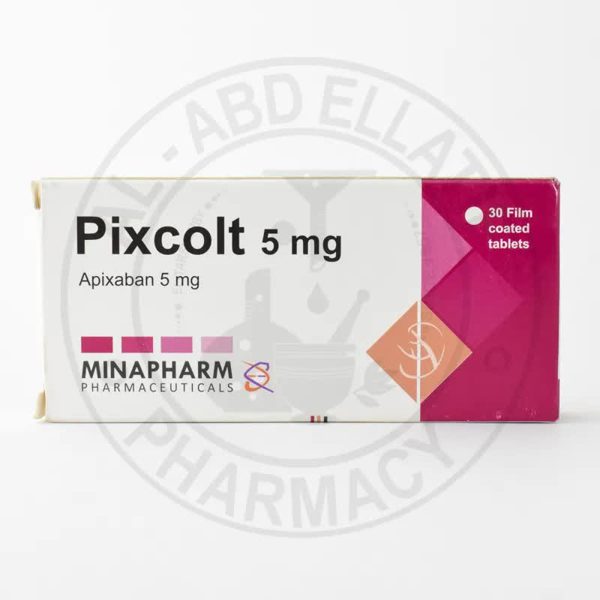 AL - ABD ELLAT
Pixcolt 5 mg
Apixaban 5 mg
30 Film
coated
tablets
MINAPHARM
PHARMACEUTICALS
PHARMACY